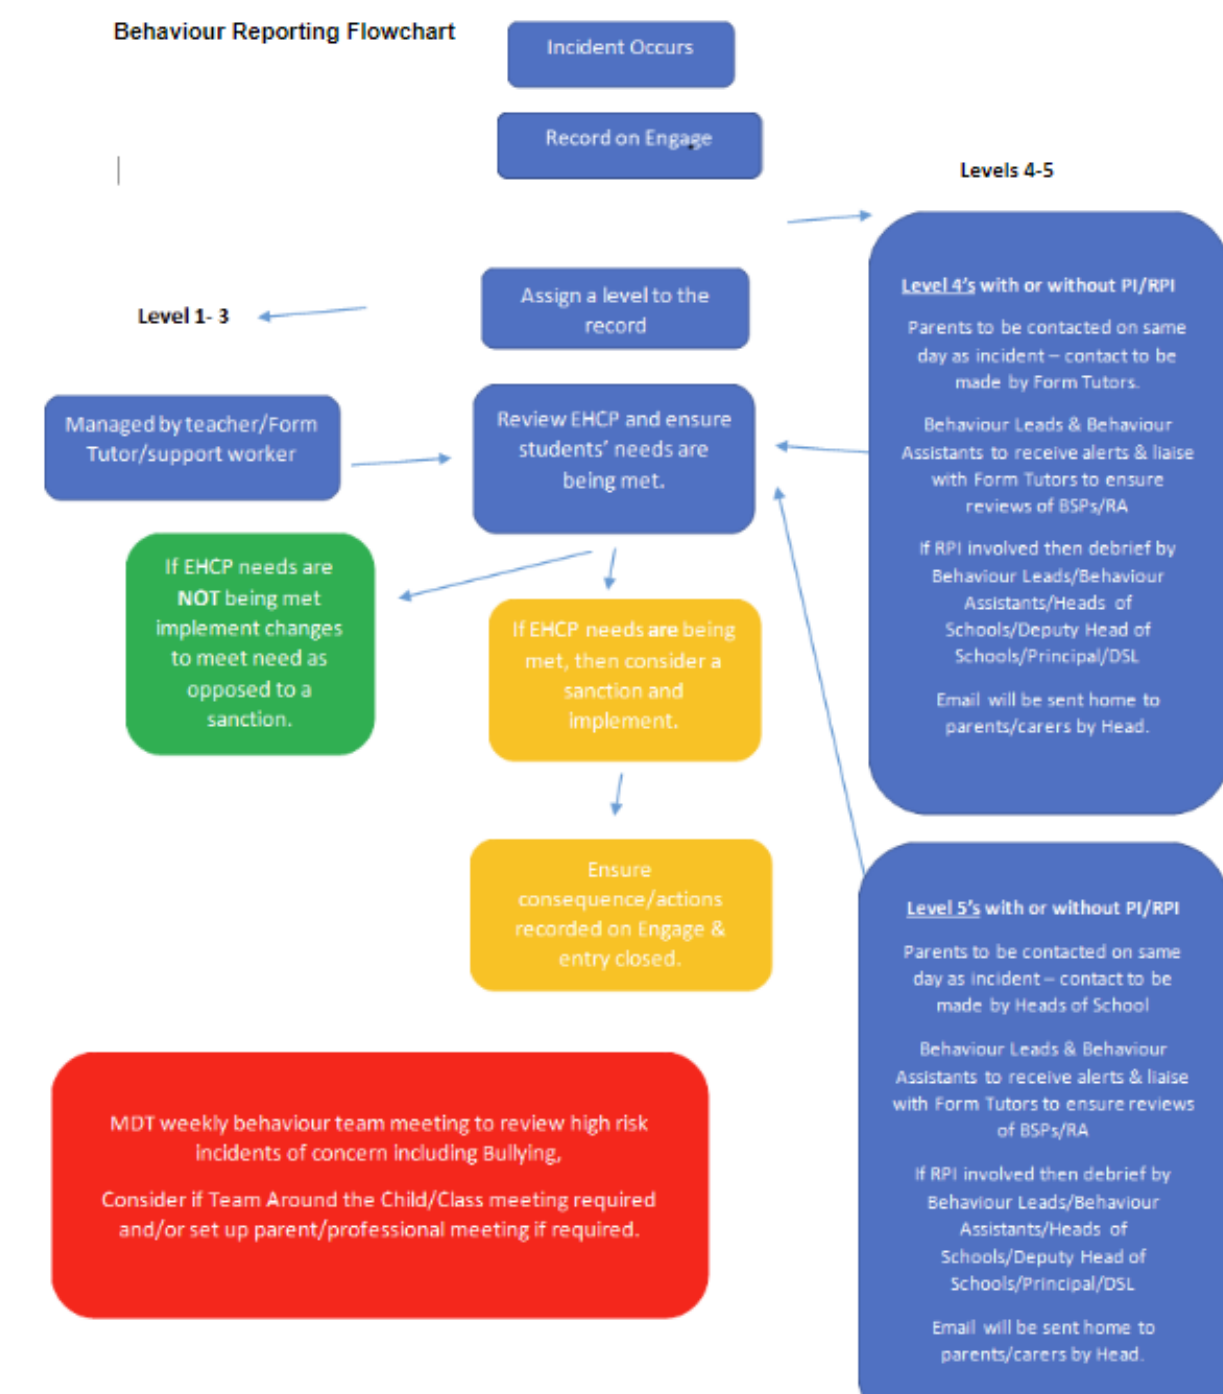 Behaviour Reporting Flowchart
Incident Occurs
Record on Engage
Levels 4-5
Assign a level to the
record
Level 1- 3
Managed by teacher/Form
Tutor/support worker
Review EHCP and ensure
students' needs are
being met.
If EHCP needs are
NOT being met
implement changes
to meet need as
opposed to a
sanction.
If EHCP needs are being
met, then consider a
sanction and
implement.
Ensure
consequence/actions
recorded on Engage &
entry closed.
Level 4's with or without PI/RPI
Parents to be contacted on same
day as incident – contact to be
made by Form Tutors.
Behaviour Leads & Behaviour
Assistants to receive alerts & liaise
with Form Tutors to ensure
reviews of BSPs/RA
If RPI involved then debrief by
Behaviour Leads/Behaviour
Assistants/Heads of
Schools/Deputy Head of
Schools/Principal/DSL
Email will be sent home to
parents/carers by Head.
Level 5's with or without PI/RPI
Parents to be contacted on same
day as incident – contact to be
made by Heads of School
Behaviour Leads & Behaviour
Assistants to receive alerts & liaise
with Form Tutors to ensure reviews
of BSPs/RA
If RPI involved then debrief by
Behaviour Leads/Behaviour
Assistants/Heads of
Schools/Deputy Head of
Schools/Principal/DSL
Email will be sent home to
parents/carers by Head.
MDT weekly behaviour team meeting to review high risk
incidents of concern including Bullying,
Consider if Team Around the Child/Class meeting required
and/or set up parent/professional meeting if required.